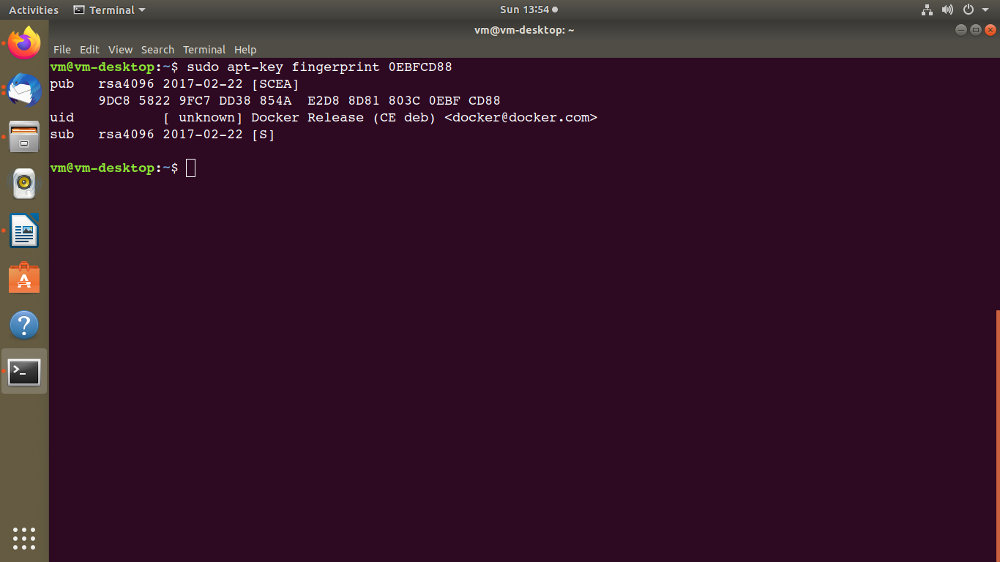 Activities Terminal Sun 13:54
vm@vm-desktop: ~
File Edit View Search Terminal Help
vm@vm-desktop:~$ sudo apt-key fingerprint 0EBFCD88
pub   rsa4096 2017-02-22 [SCEA]
      9DC8 5822 9FC7 DD38 854A  E2D8 8D81 803C 0EBF CD88
uid           [ unknown] Docker Release (CE deb) <docker@docker.com>
sub   rsa4096 2017-02-22 [S]
vm@vm-desktop:~$